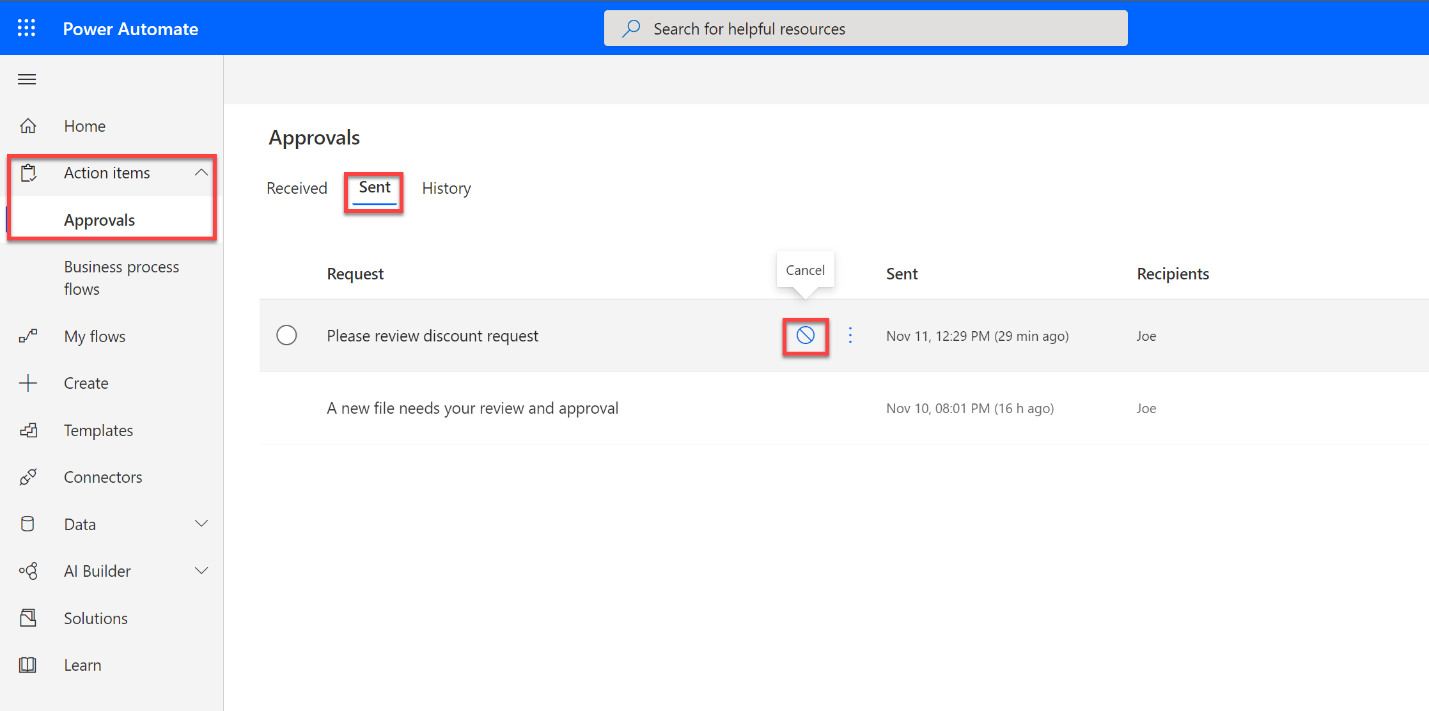 Power Automate
Search for helpful resources
Home
Action items
Approvals
Business process
flows
My flows
Create
Templates
Connectors
Data
AI Builder
Solutions
Learn
Approvals
Received Sent History
Cancel
Request Sent Recipients
Please review discount request Nov 11, 12:29 PM (29 min ago) Joe
A new file needs your review and approval Nov 10, 08:01 PM (16 h ago) Joe